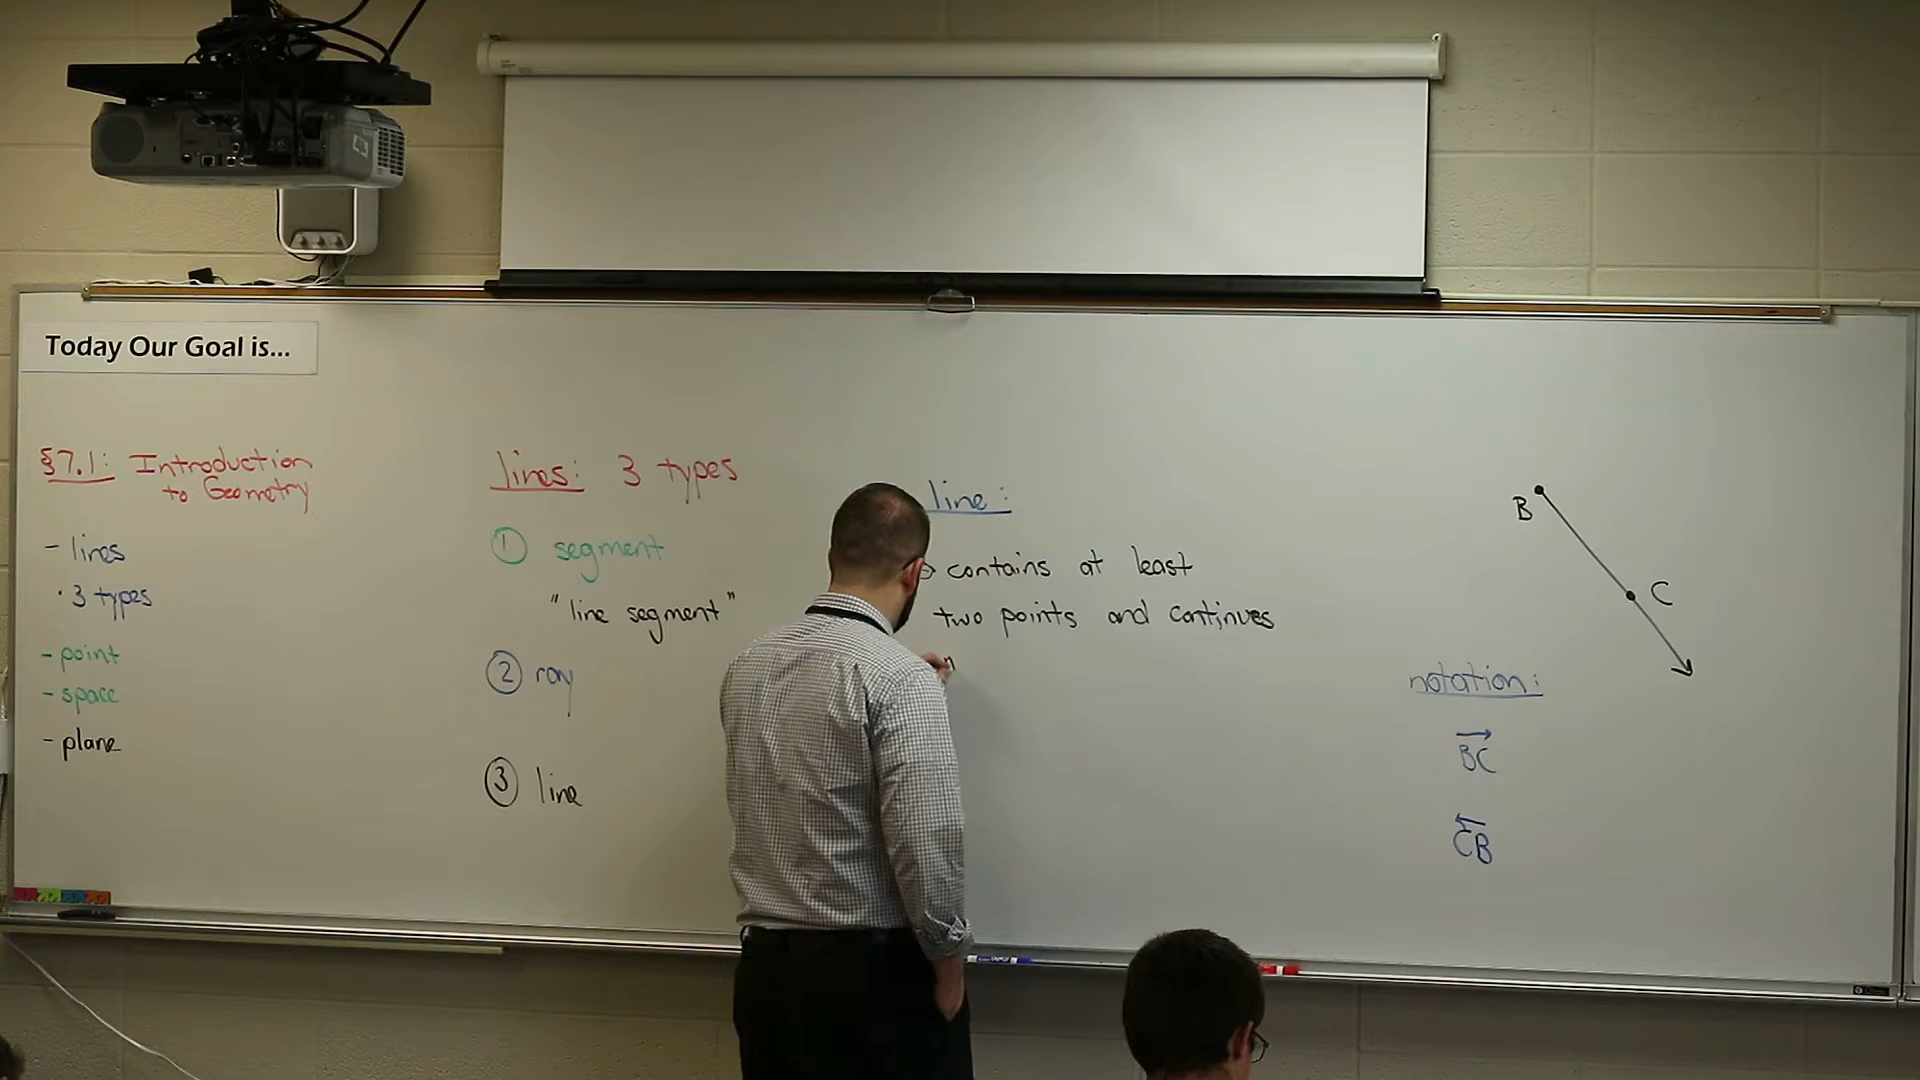 Today Our Goal is...
§7.1: Introduction
to Geometry
- lines
· 3 types
- point
- space
- plane
lines: 3 types
① segment
"line segment"
② ray
③ line
line:
contains at least
two points and continues
B
C
notation:
BC
CB